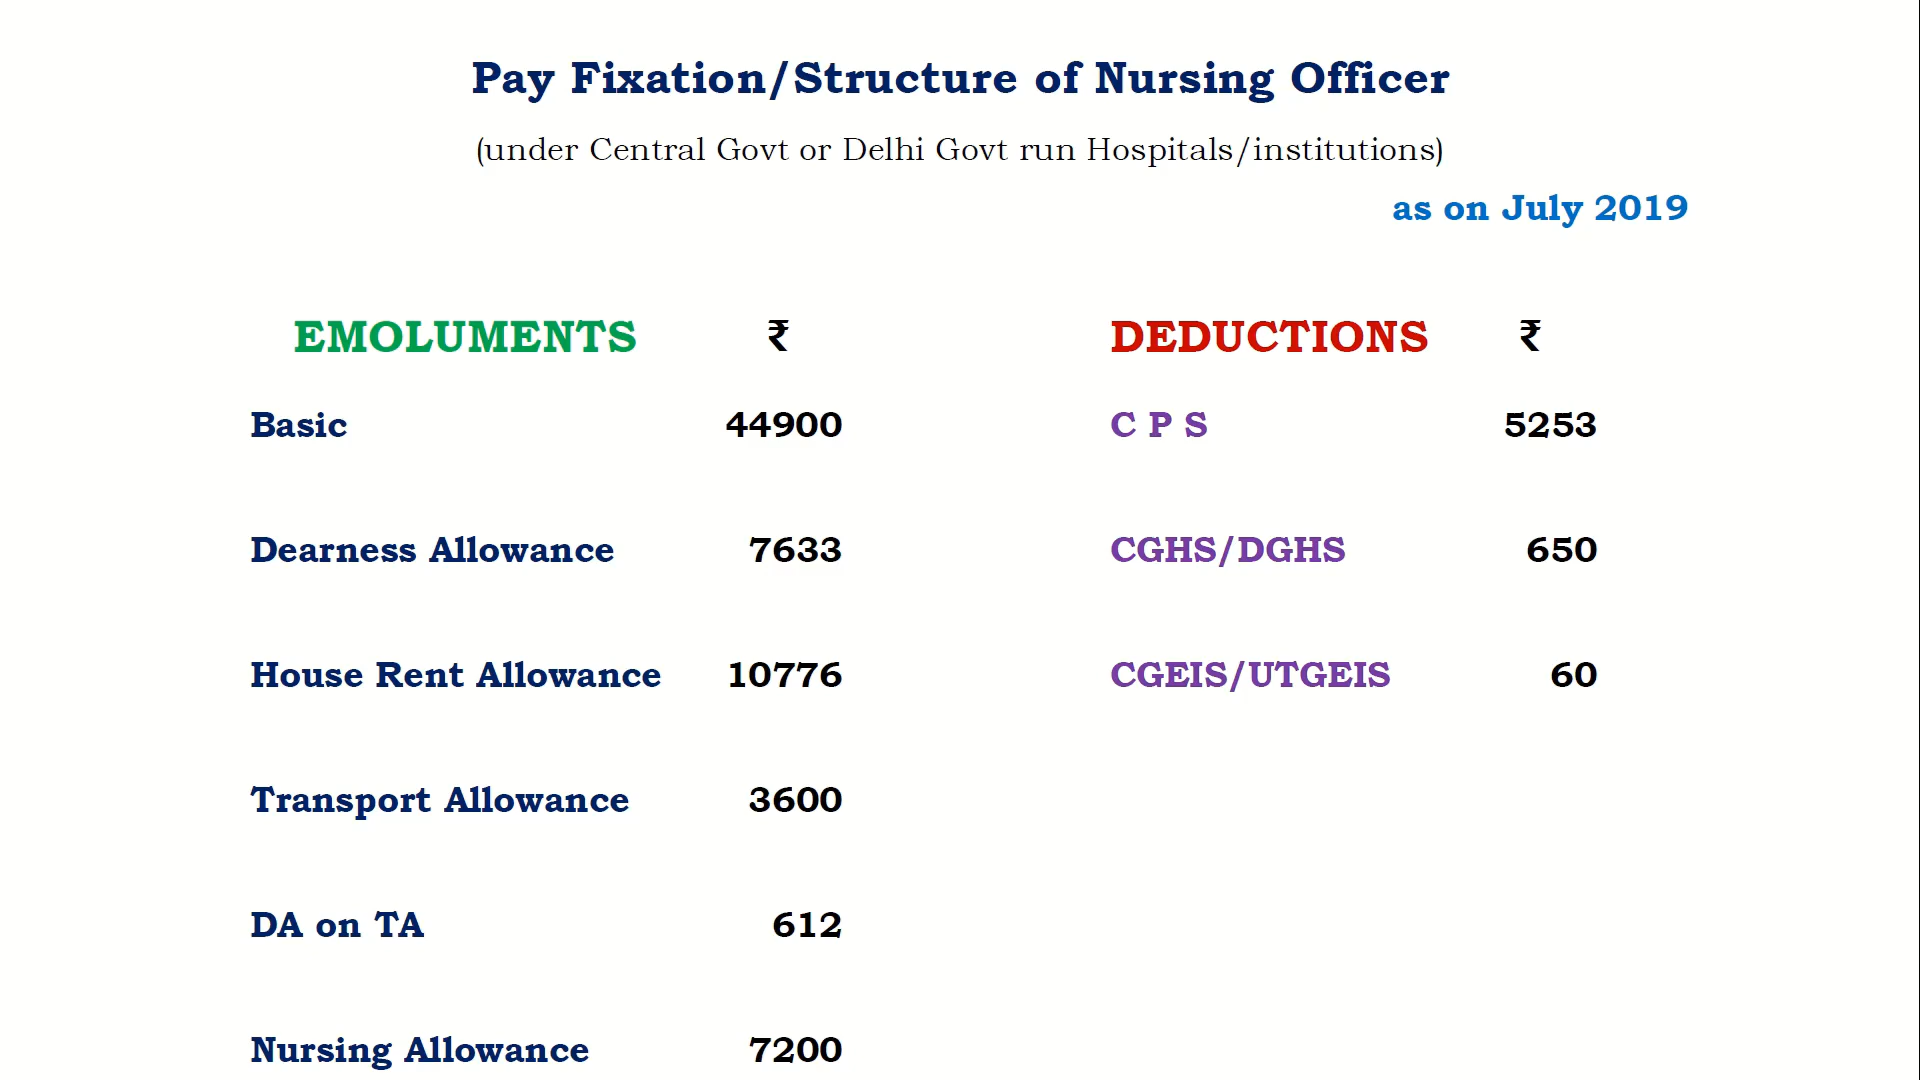 Pay Fixation/Structure of Nursing Officer
(under Central Govt or Delhi Govt run Hospitals/institutions)
as on July 2019
EMOLUMENTS ₹ DEDUCTIONS ₹
Basic 44900 C P S 5253
Dearness Allowance 7633 CGHS/DGHS 650
House Rent Allowance 10776 CGEIS/UTGEIS 60
Transport Allowance 3600
DA on TA 612
Nursing Allowance 7200